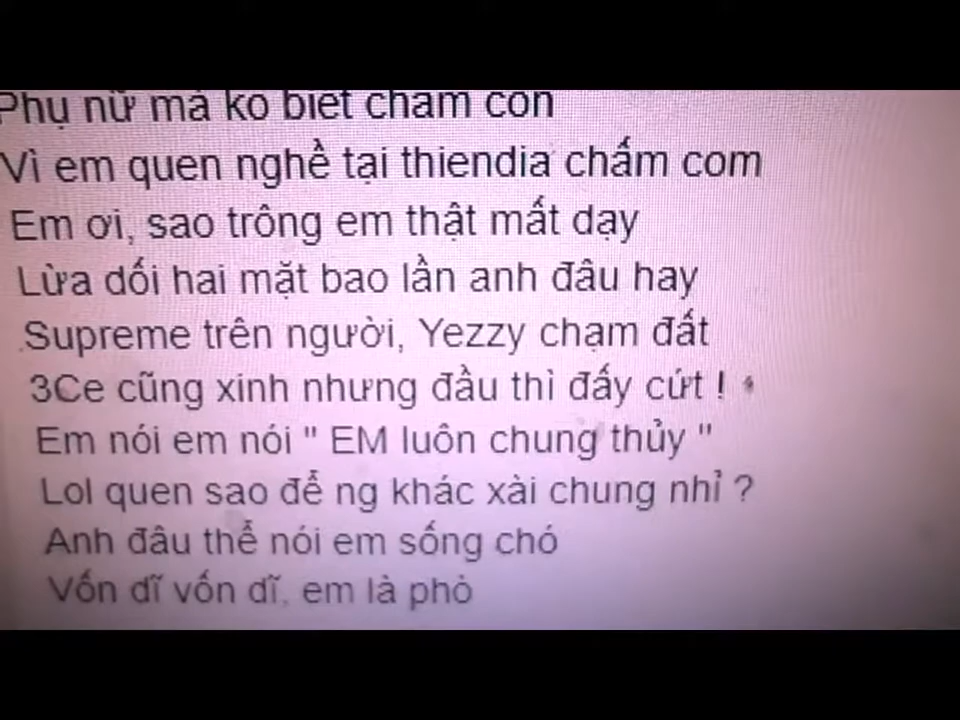 Phụ nữ mà ko biết chăm con
Vì em quen nghề tại thiendia chấm com
Em ơi, sao trông em thật mất dạy
Lừa dối hai mặt bao lần anh đâu hay
Supreme trên người, Yezzy chạm đất
3Ce cũng xinh nhưng đầu thì đấy cứt !
Em nói em nói " EM luôn chung thủy "
Lol quen sao để ng khác xài chung nhỉ ?
Anh đâu thể nói em sống chó
Vốn dĩ vốn dĩ, em là phò